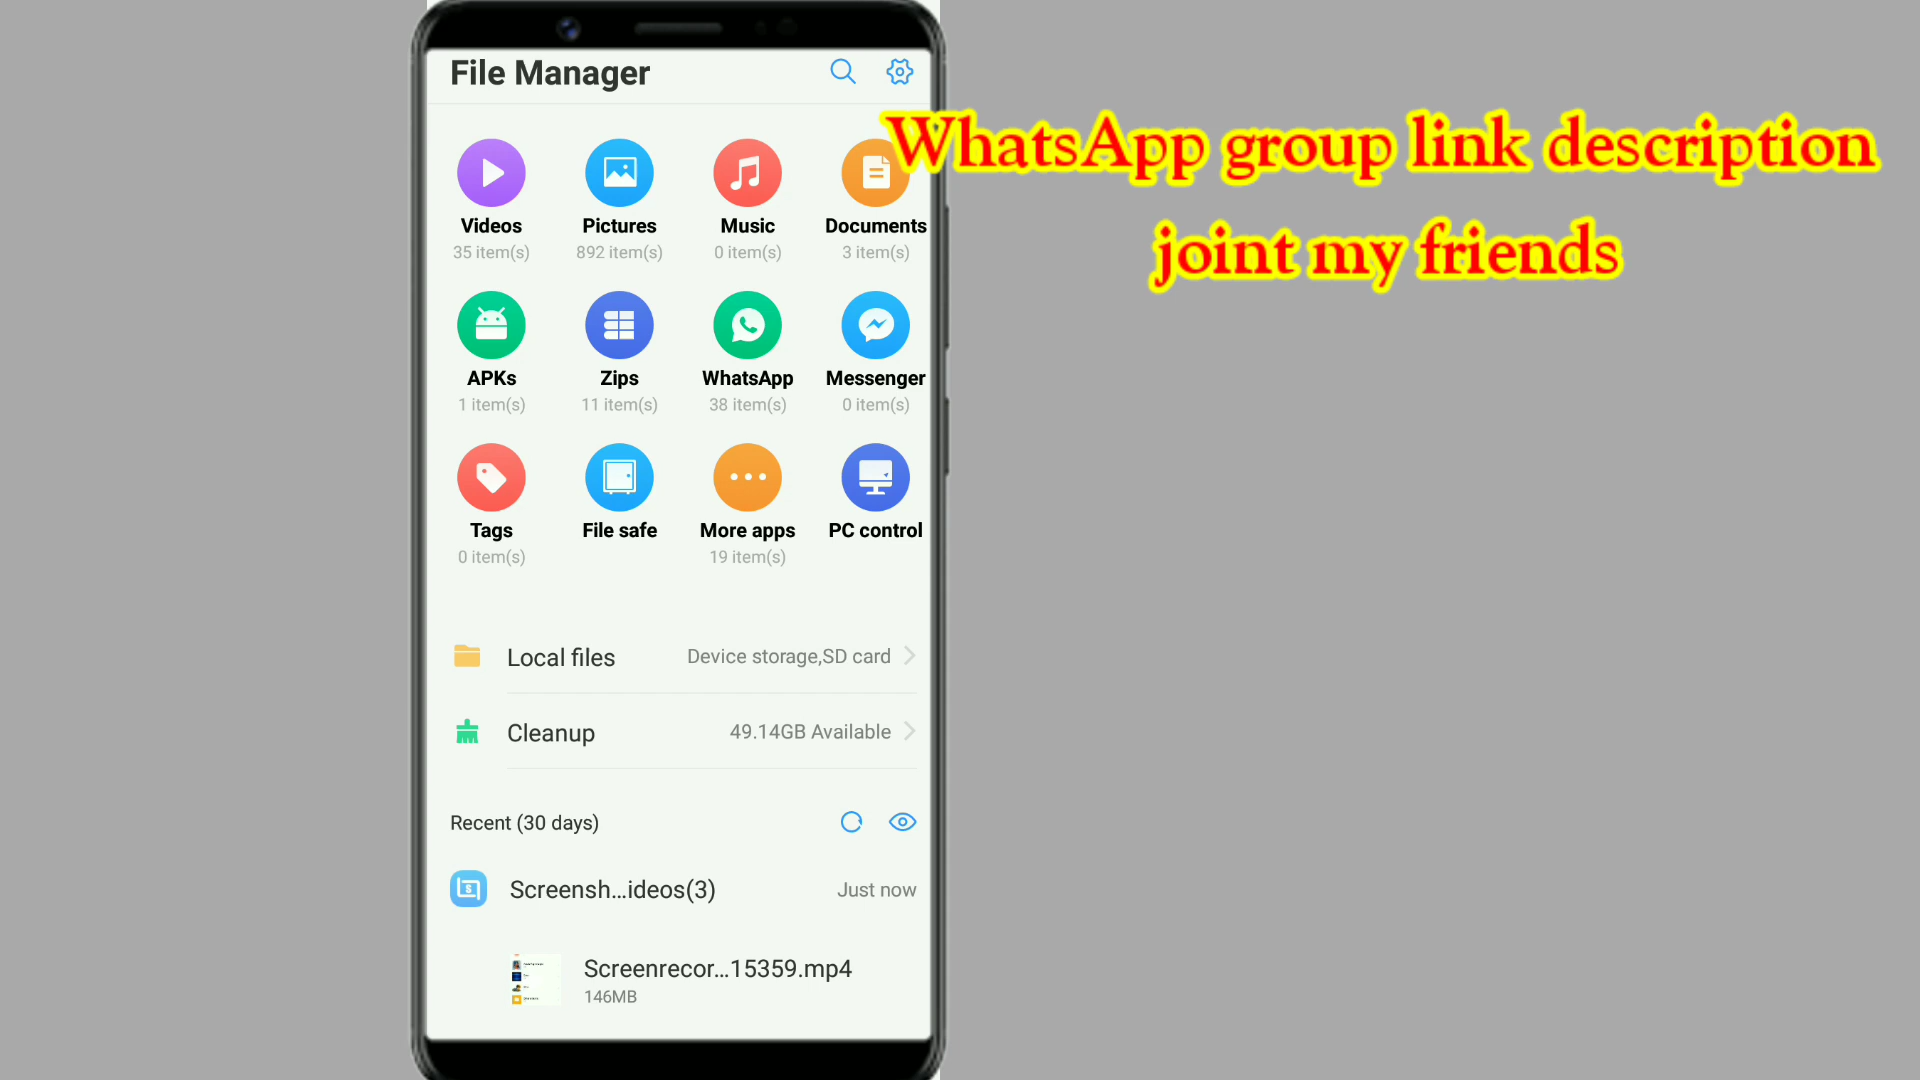 File Manager
WhatsApp group link description
joint my friends
Videos Pictures Music Documents
35 item(s) 892 item(s) 0 item(s) 3 item(s)
APKs Zips WhatsApp Messenger
1 item(s) 11 item(s) 38 item(s) 0 item(s)
Tags File safe More apps PC control
0 item(s) 19 item(s)
Local files Device storage,SD card
Cleanup 49.14GB Available
Recent (30 days)
Screensh...ideos(3) Just now
Screenrecor...15359.mp4
146MB